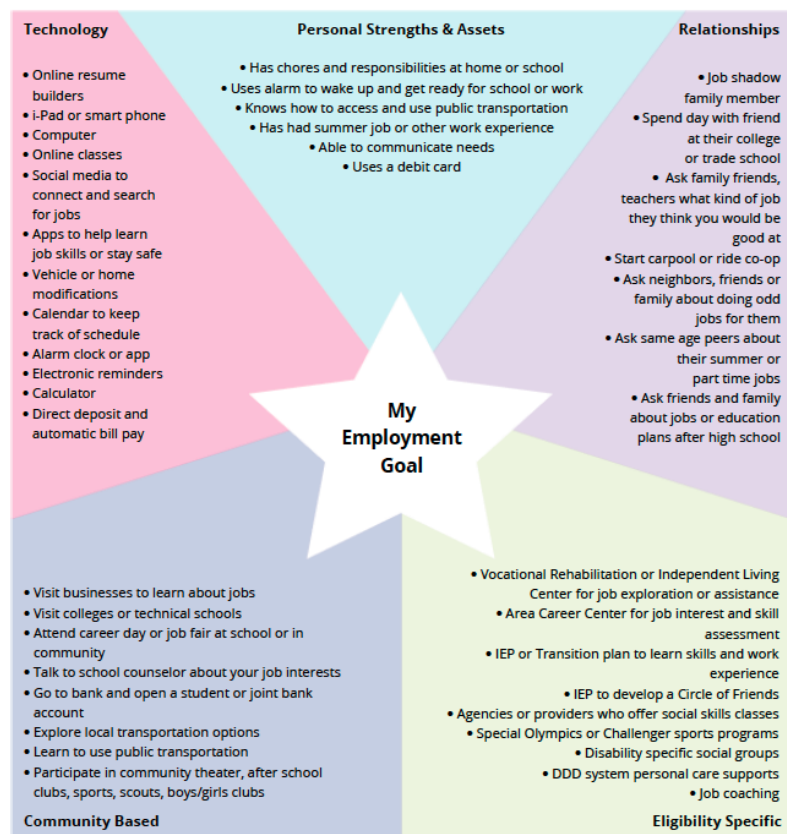 Technology
• Online resume
builders
• i-Pad or smart phone
• Computer
• Online classes
• Social media to
connect and search
for jobs
• Apps to help learn
job skills or stay safe
• Vehicle or home
modifications
• Calendar to keep
track of schedule
• Alarm clock or app
• Electronic reminders
• Calculator
• Direct deposit and
automatic bill pay
Personal Strengths & Assets
• Has chores and responsibilities at home or school
• Uses alarm to wake up and get ready for school or work
• Knows how to access and use public transportation
• Has had summer job or other work experience
• Able to communicate needs
• Uses a debit card
Relationships
• Job shadow
family member
• Spend day with friend
at their college
or trade school
• Ask family friends,
teachers what kind of job
they think you would be
good at
• Start carpool or ride co-op
• Ask neighbors, friends or
family about doing odd
jobs for them
• Ask same age peers about
their summer or
part time jobs
• Ask friends and family
about jobs or education
plans after high school
My
Employment
Goal
• Visit businesses to learn about jobs
• Visit colleges or technical schools
• Attend career day or job fair at school or in
community
• Talk to school counselor about your job interests
• Go to bank and open a student or joint bank
account
• Explore local transportation options
• Learn to use public transportation
• Participate in community theater, after school
clubs, sports, scouts, boys/girls clubs
Community Based
• Vocational Rehabilitation or Independent Living
Center for job exploration or assistance
• Area Career Center for job interest and skill
assessment
• IEP or Transition plan to learn skills and work
experience
• IEP to develop a Circle of Friends
• Agencies or providers who offer social skills classes
• Special Olympics or Challenger sports programs
• Disability specific social groups
• DDD system personal care supports
• Job coaching
Eligibility Specific